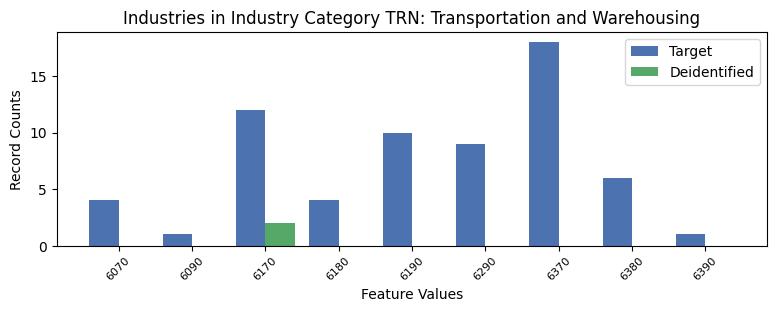 Industries in Industry Category TRN: Transportation and Warehousing
Target
Deidentified
Record Counts
15
10
5
0
6070
6090
6170
6180
6190
6290
6370
6380
6390
Feature Values